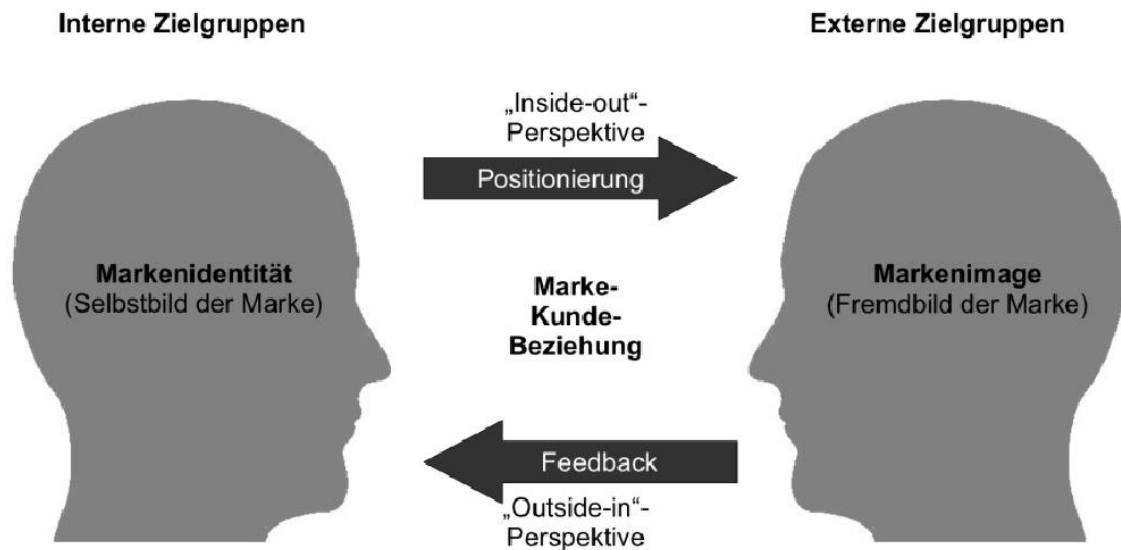 Interne Zielgruppen
Externe Zielgruppen
„Inside-out“-
Perspektive
Positionierung
Markenidentität
(Selbstbild der Marke)
Marke-
Kunde-
Beziehung
Markenimage
(Fremdbild der Marke)
Feedback
„Outside-in“-
Perspektive